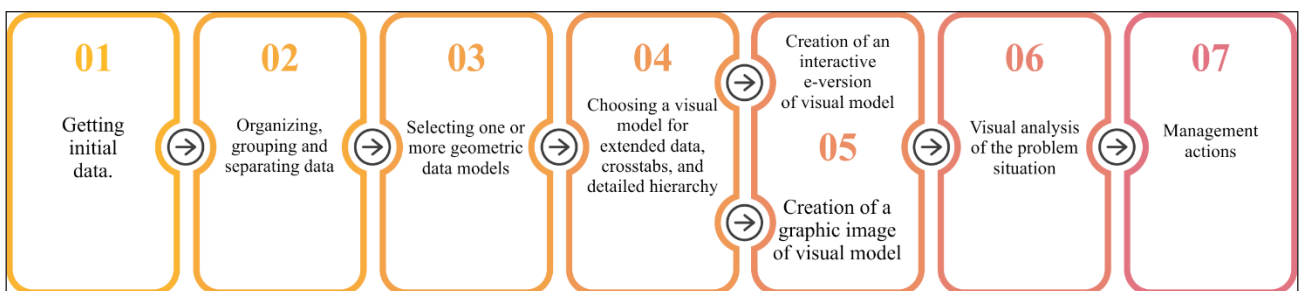 01
Getting
initial
data.
02
Organizing,
grouping and
separating data
03
Selecting one or
more geometric
data models
04
Choosing a visual
model for
extended data,
crosstabs, and
detailed hierarchy
Creation of an
interactive
e-version
of visual model
05
Creation of a
graphic image
of visual model
06
Visual analysis
of the problem
situation
07
Management
actions